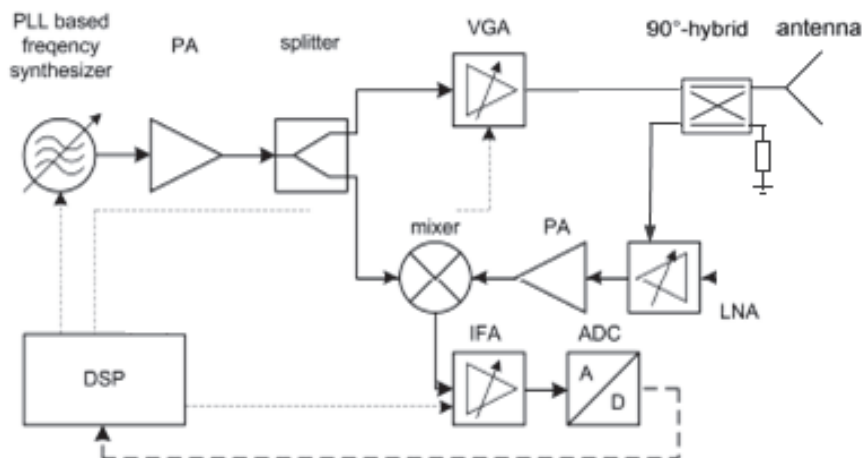 PLL based
freqency
synthesizer
PA
splitter
VGA
90°-hybrid
antenna
mixer
PA
LNA
IFA
ADC
DSP
A
D